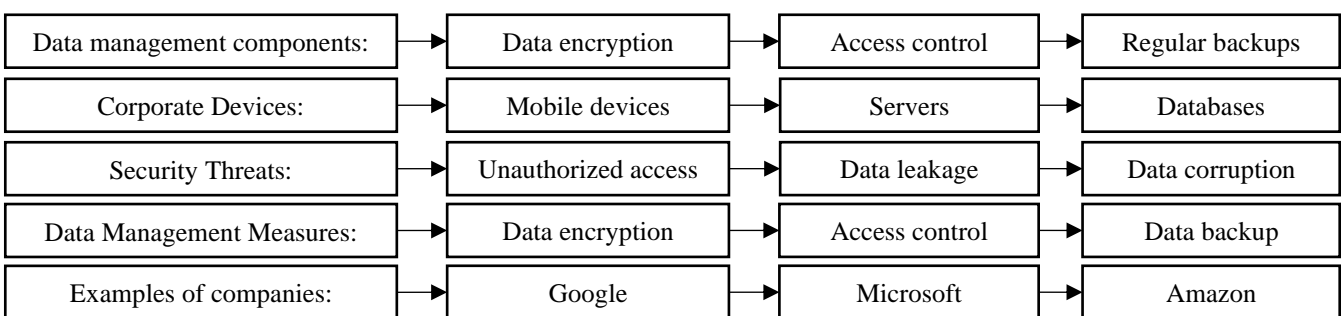 Data management components: Data encryption Access control Regular backups
Corporate Devices: Mobile devices Servers Databases
Security Threats: Unauthorized access Data leakage Data corruption
Data Management Measures: Data encryption Access control Data backup
Examples of companies: Google Microsoft Amazon